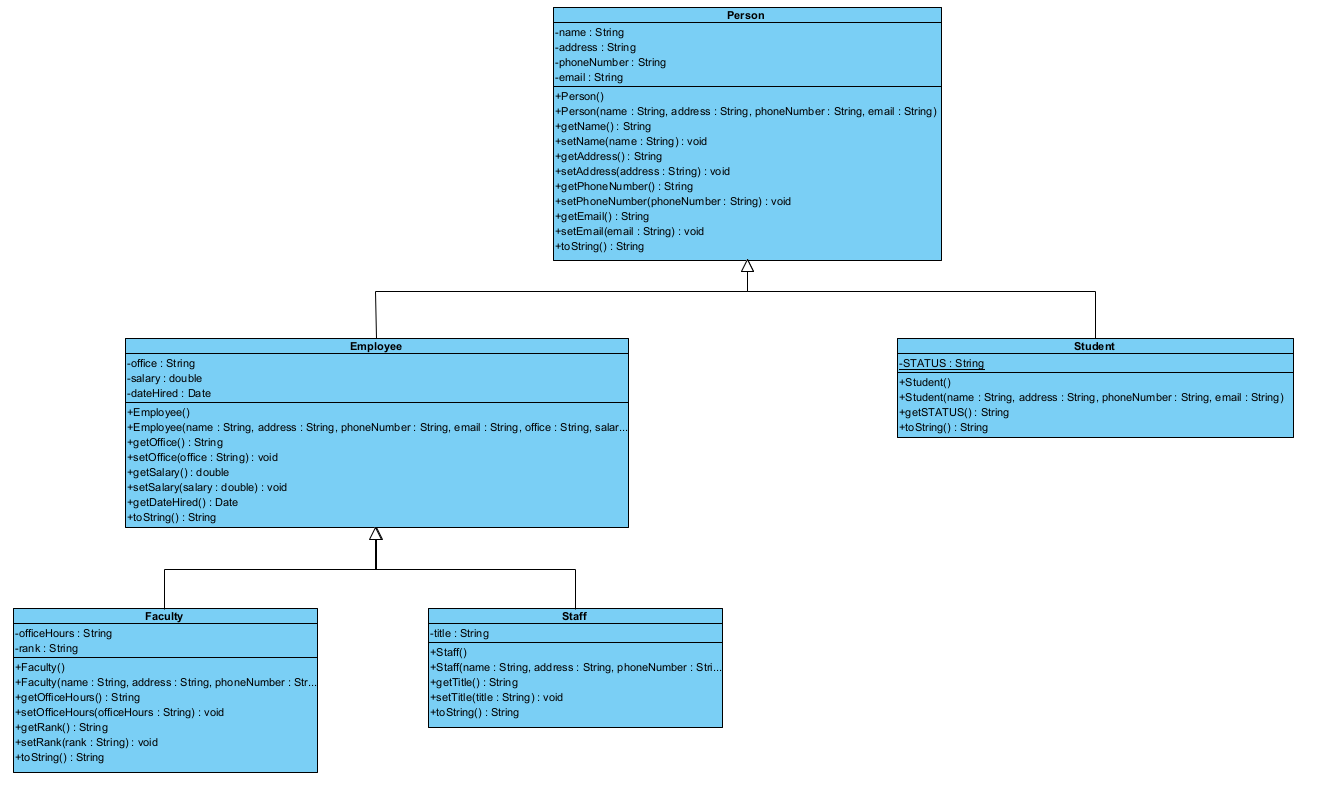 Person
-name : String
-address : String
-phoneNumber : String
-email : String
+Person()
+Person(name : String, address : String, phoneNumber : String, email : String)
+getName() : String
+setName(name : String) : void
+getAddress() : String
+setAddress(address : String) : void
+getPhoneNumber() : String
+setPhoneNumber(phoneNumber : String) : void
+getEmail() : String
+setEmail(email : String) : void
+toString() : String
Employee
-office : String
-salary : double
-dateHired : Date
+Employee()
+Employee(name : String, address : String, phoneNumber : String, email : String, office : String, salar...
+getOffice() : String
+setOffice(office : String) : void
+getSalary() : double
+setSalary(salary : double) : void
+getDateHired() : Date
+toString() : String
Student
-STATUS : String
+Student()
+Student(name : String, address : String, phoneNumber : String, email : String)
+getSTATUS() : String
+toString() : String
Faculty
-officeHours : String
-rank : String
+Faculty()
+Faculty(name : String, address : String, phoneNumber : Str...
+getOfficeHours() : String
+setOfficeHours(officeHours : String) : void
+getRank() : String
+setRank(rank : String) : void
+toString() : String
Staff
-title : String
+Staff()
+Staff(name : String, address : String, phoneNumber : Stri...
+getTitle() : String
+setTitle(title : String) : void
+toString() : String